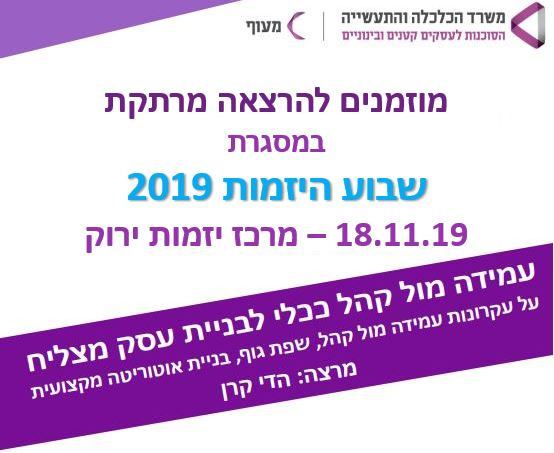 משרד הכלכלה והתעשייה
הסוכנות לעסקים קטנים ובינוניים
מעוף
מוזמנים להרצאה מרתקת
במסגרת
שבוע היזמות 2019
18.11.19 – מרכז יזמות ירוק
עמידה מול קהל ככלי לבניית עסק מצליח
על עקרונות עמידה מול קהל, שפת גוף, בניית אוטוריטה מקצועית
מרצה: הדי קרן